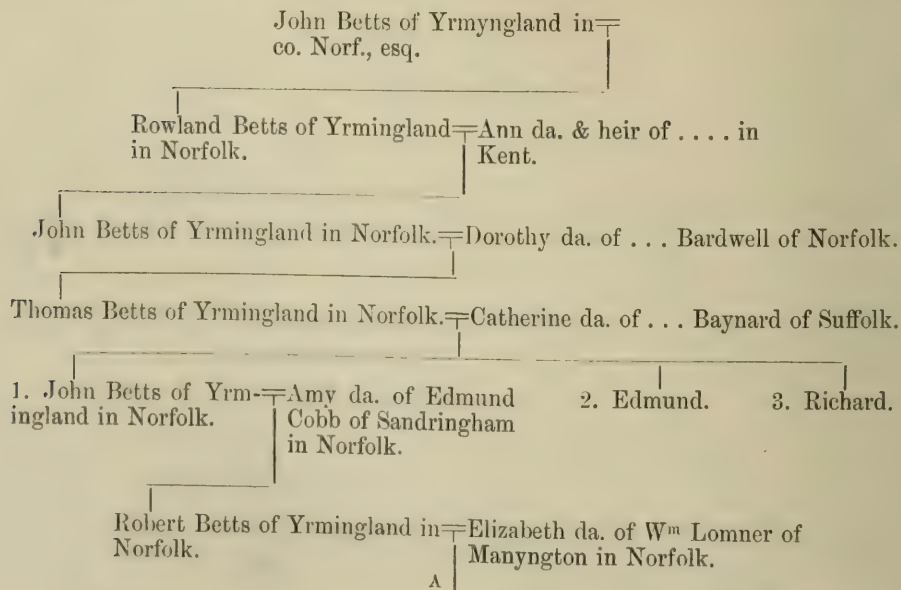 John Betts of Yrmyngland in
co. Norf., esq.
Rowland Betts of Yrmingland
in Norfolk.
Ann da. & heir of . . . . in
Kent.
John Betts of Yrmingland in Norfolk.
Dorothy da. of . . . Bardwell of Norfolk.
Thomas Betts of Yrmingland in Norfolk.
Catherine da. of . . . Baynard of Suffolk.
1. John Betts of Yrm-
ingland in Norfolk.
Amy da. of Edmund
Cobb of Sandringham
in Norfolk.
2. Edmund.
3. Richard.
Robert Betts of Yrmingland in
Norfolk.
Elizabeth da. of Wᵐ Lomner of
Manyngton in Norfolk.
A